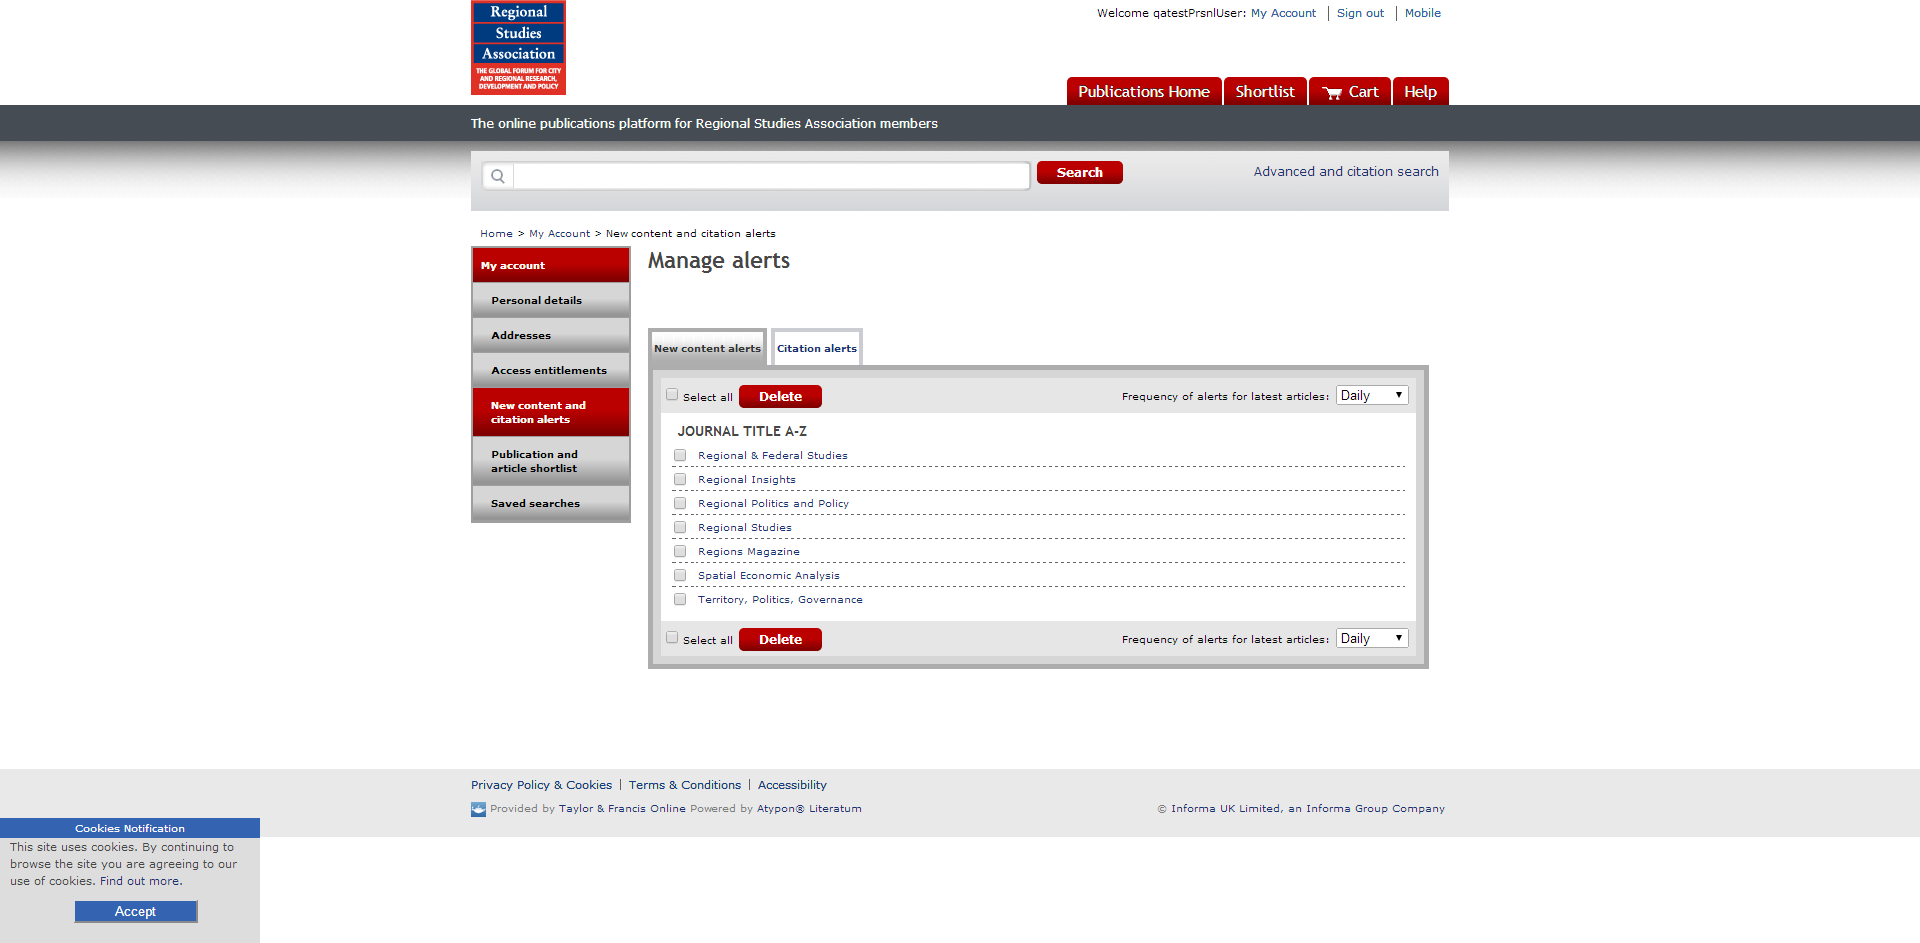 Regional
Studies
Association
THE GLOBAL FORUM FOR CITY
AND REGIONAL RESEARCH,
DEVELOPMENT AND POLICY
Welcome qatestPrsnlUser: My Account | Sign out | Mobile
Publications Home Shortlist Cart Help
The online publications platform for Regional Studies Association members
Search
Advanced and citation search
Home > My Account > New content and citation alerts
My account
Personal details
Addresses
Access entitlements
New content and
citation alerts
Publication and
article shortlist
Saved searches
Manage alerts
New content alerts Citation alerts
Select all Delete Frequency of alerts for latest articles: Daily
JOURNAL TITLE A-Z
Regional & Federal Studies
Regional Insights
Regional Politics and Policy
Regional Studies
Regions Magazine
Spatial Economic Analysis
Territory, Politics, Governance
Select all Delete Frequency of alerts for latest articles: Daily
Privacy Policy & Cookies | Terms & Conditions | Accessibility
Provided by Taylor & Francis Online Powered by Atypon® Literatum
© Informa UK Limited, an Informa Group Company
Cookies Notification
This site uses cookies. By continuing to
browse the site you are agreeing to our
use of cookies. Find out more.
Accept